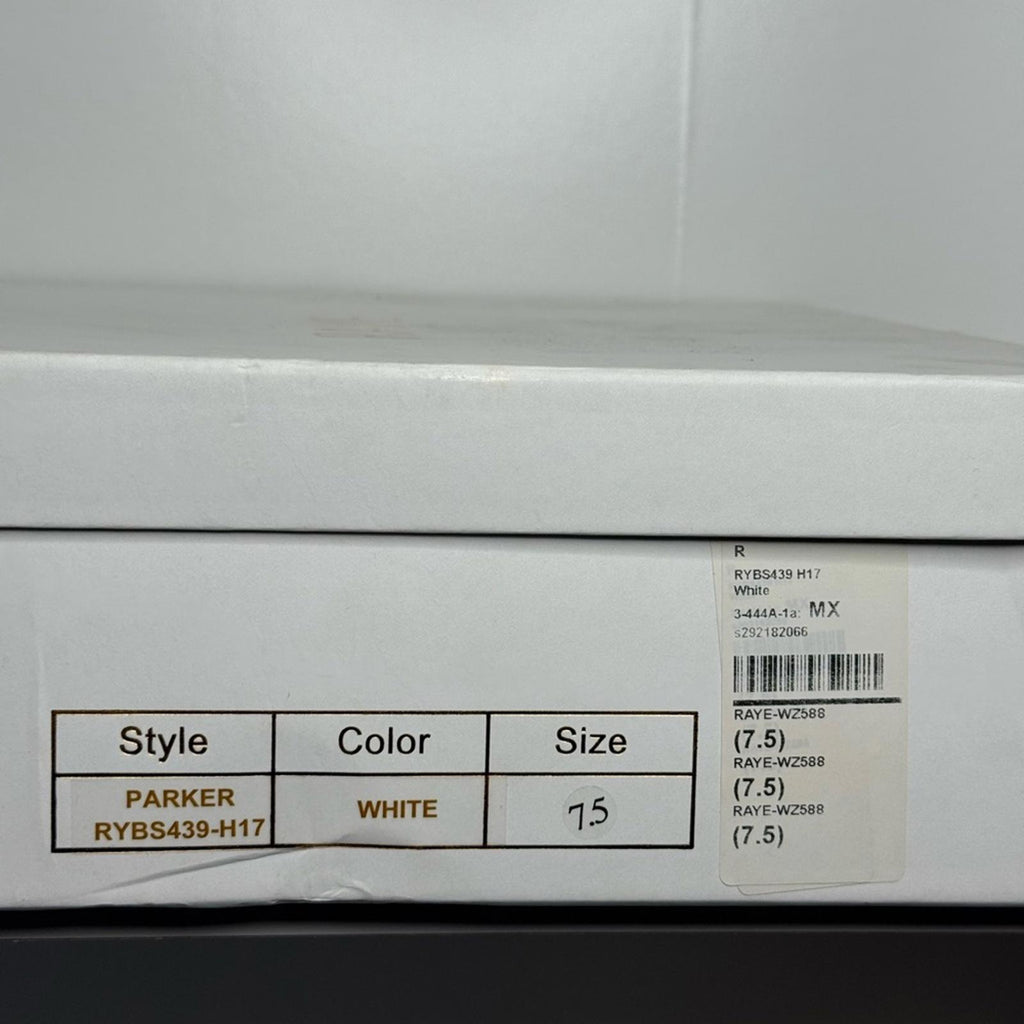 R
RYBS439 H17
White
3-444A-1a: MX
s292182066
RAYE-WZ588
(7.5)
RAYE-WZ588
(7.5)
RAYE-WZ588
(7.5)
Style Color Size
PARKER
RYBS439-H17 WHITE 7.5